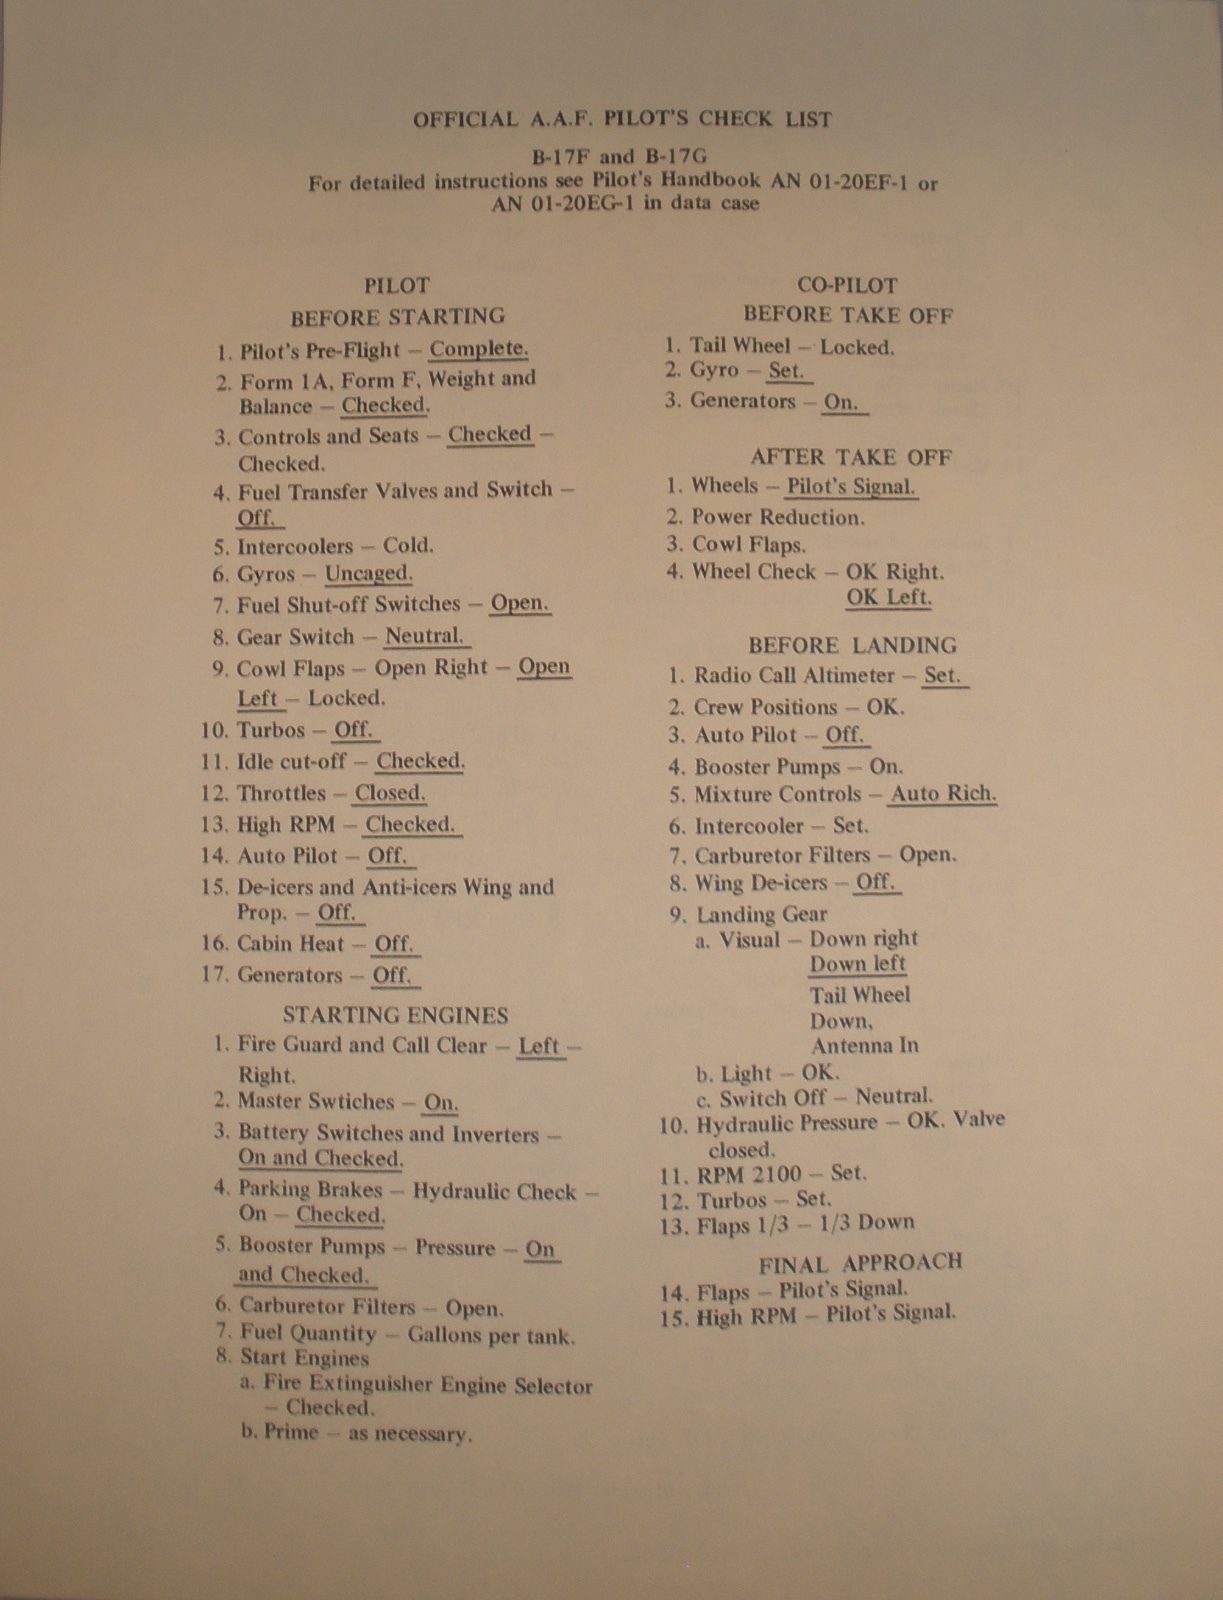 OFFICIAL A.A.F. PILOT'S CHECK LIST
B-17F and B-17G
For detailed instructions see Pilot's Handbook AN 01-20EF-1 or
AN 01-20EG-1 in data case
PILOT
BEFORE STARTING
1. Pilot's Pre-Flight — Complete.
2. Form 1A, Form F, Weight and
Balance — Checked.
3. Controls and Seats — Checked —
Checked.
4. Fuel Transfer Valves and Switch —
Off.
5. Intercoolers — Cold.
6. Gyros — Uncaged.
7. Fuel Shut-off Switches — Open.
8. Gear Switch — Neutral.
9. Cowl Flaps — Open Right — Open
Left — Locked.
10. Turbos — Off.
11. Idle cut-off — Checked.
12. Throttles — Closed.
13. High RPM — Checked.
14. Auto Pilot — Off.
15. De-icers and Anti-icers Wing and
Prop. — Off.
16. Cabin Heat — Off.
17. Generators — Off.
STARTING ENGINES
1. Fire Guard and Call Clear — Left —
Right.
2. Master Swtiches — On.
3. Battery Switches and Inverters —
On and Checked.
4. Parking Brakes — Hydraulic Check —
On — Checked.
5. Booster Pumps — Pressure — On
and Checked.
6. Carburetor Filters — Open.
7. Fuel Quantity — Gallons per tank.
8. Start Engines
a. Fire Extinguisher Engine Selector
— Checked.
b. Prime — as necessary.
CO-PILOT
BEFORE TAKE OFF
1. Tail Wheel — Locked.
2. Gyro — Set.
3. Generators — On.
AFTER TAKE OFF
1. Wheels — Pilot's Signal.
2. Power Reduction.
3. Cowl Flaps.
4. Wheel Check — OK Right.
OK Left.
BEFORE LANDING
1. Radio Call Altimeter — Set.
2. Crew Positions — OK.
3. Auto Pilot — Off.
4. Booster Pumps — On.
5. Mixture Controls — Auto Rich.
6. Intercooler — Set.
7. Carburetor Filters — Open.
8. Wing De-icers — Off.
9. Landing Gear
a. Visual — Down right
Down left
Tail Wheel
Down,
Antenna In
b. Light — OK.
c. Switch Off — Neutral.
10. Hydraulic Pressure — OK. Valve
closed.
11. RPM 2100 — Set.
12. Turbos — Set.
13. Flaps 1/3 — 1/3 Down
FINAL APPROACH
14. Flaps — Pilot's Signal.
15. High RPM — Pilot's Signal.